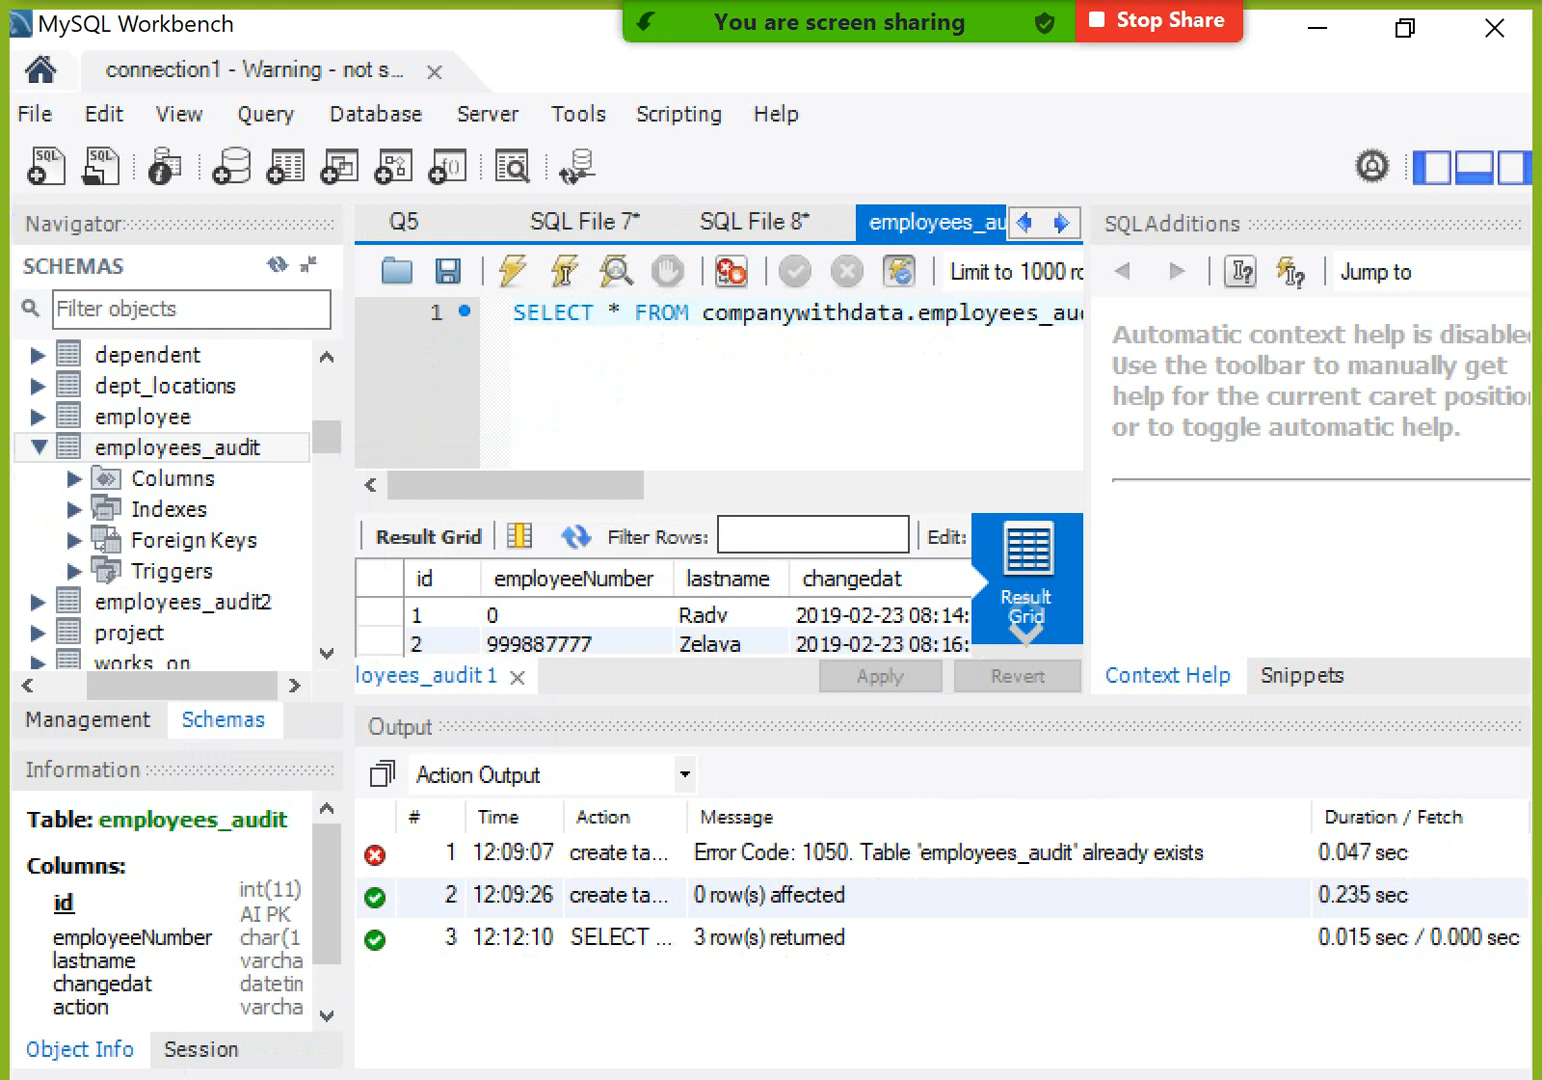 MySQL Workbench
You are screen sharing
Stop Share
connection1 - Warning - not s...
File Edit View Query Database Server Tools Scripting Help
Navigator
SCHEMAS
Filter objects
dependent
dept_locations
employee
employees_audit
Columns
Indexes
Foreign Keys
Triggers
employees_audit2
project
works_on
Management Schemas
Information
Table: employees_audit
Columns:
id int(11)
AI PK
employeeNumber char(1
lastname varcha
changedat datetin
action varcha
Object Info Session
Q5 SQL File 7* SQL File 8* employees_au
Limit to 1000 ro
1 SELECT * FROM companywithdata.employees_au
Result Grid Filter Rows: Edit:
id employeeNumber lastname changedat
1 0 Radv 2019-02-23 08:14:
2 999887777 Zelava 2019-02-23 08:16:
Result
Grid
loyees_audit 1 Apply Revert
SQLAdditions
Jump to
Automatic context help is disable
Use the toolbar to manually get
help for the current caret position
or to toggle automatic help.
Context Help Snippets
Output
Action Output
# Time Action Message Duration / Fetch
1 12:09:07 create ta... Error Code: 1050. Table 'employees_audit' already exists 0.047 sec
2 12:09:26 create ta... 0 row(s) affected 0.235 sec
3 12:12:10 SELECT ... 3 row(s) returned 0.015 sec / 0.000 sec